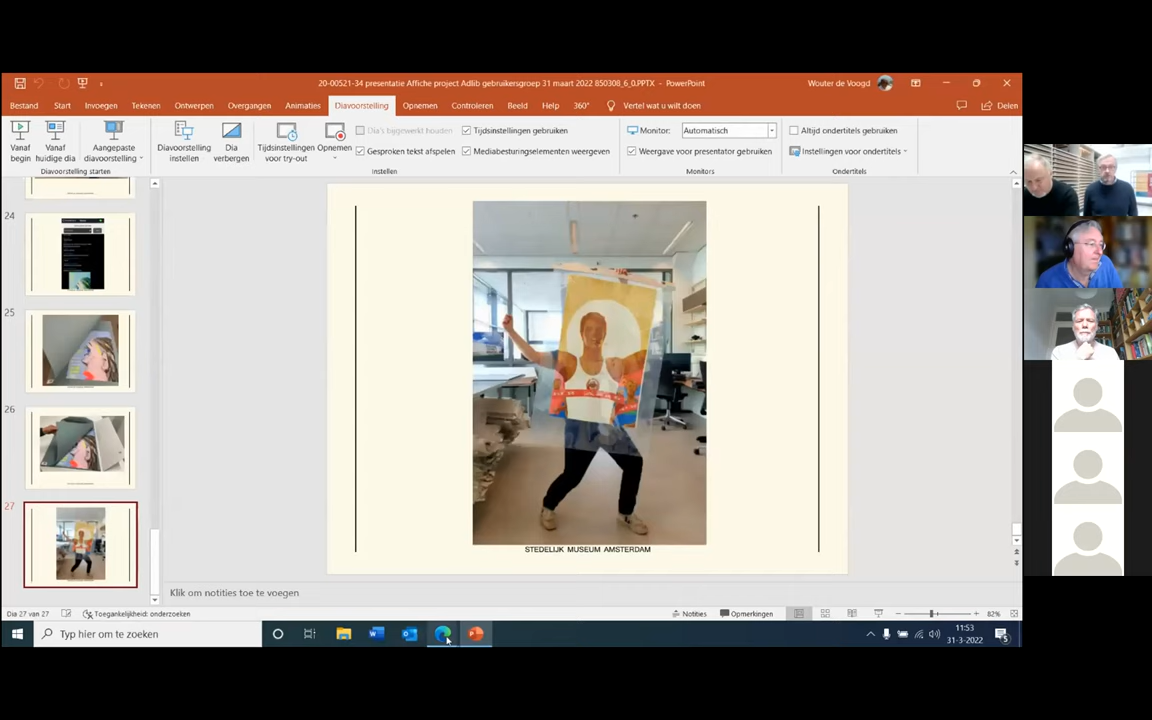 20-00521-34 presentatie Affiche project Adlib gebruikersgroep 31 maart 2022 850308_6_0.PPTX - PowerPoint
Wouter de Voogd
Bestand Start Invoegen Tekenen Ontwerpen Overgangen Animaties Diavoorstelling Opnemen Controleren Beeld Help 360° Vertel wat u wilt doen Delen
Vanaf begin
Vanaf huidige dia
Aangepaste diavoorstelling
Diavoorstelling starten
Diavoorstelling instellen
Dia verbergen
Tijdsinstellingen voor try-out
Opnemen
Dia's bijgewerkt houden
Gesproken tekst afspelen
Tijdsinstellingen gebruiken
Mediabesturingselementen weergeven
Instellen
Monitor: Automatisch
Weergave voor presentator gebruiken
Monitors
Altijd ondertitels gebruiken
Instellingen voor ondertitels
Ondertitels
24
25
26
27
STEDELIJK MUSEUM AMSTERDAM
Klik om notities toe te voegen
Dia 27 van 27 Toegankelijkheid: onderzoeken Notities Opmerkingen 82%
Typ hier om te zoeken
11:53
31-3-2022
5